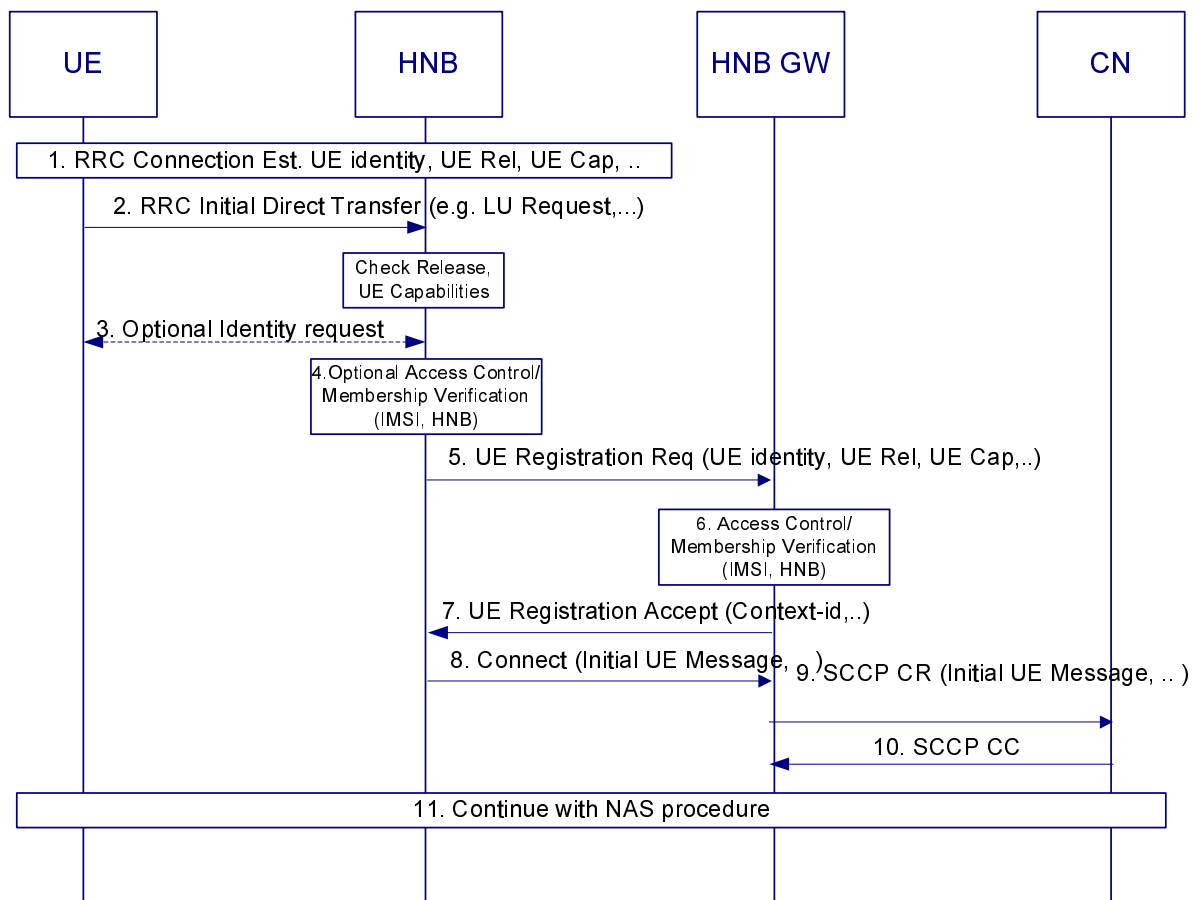 UE
HNB
HNB GW
CN
1. RRC Connection Est. UE identity, UE Rel, UE Cap, ..
2. RRC Initial Direct Transfer (e.g. LU Request,...)
Check Release,
UE Capabilities
3. Optional Identity request
4.Optional Access Control/
Membership Verification
(IMSI, HNB)
5. UE Registration Req (UE identity, UE Rel, UE Cap,..)
6. Access Control/
Membership Verification
(IMSI, HNB)
7. UE Registration Accept (Context-id,..)
8. Connect (Initial UE Message, ..)
9. SCCP CR (Initial UE Message, .. )
10. SCCP CC
11. Continue with NAS procedure